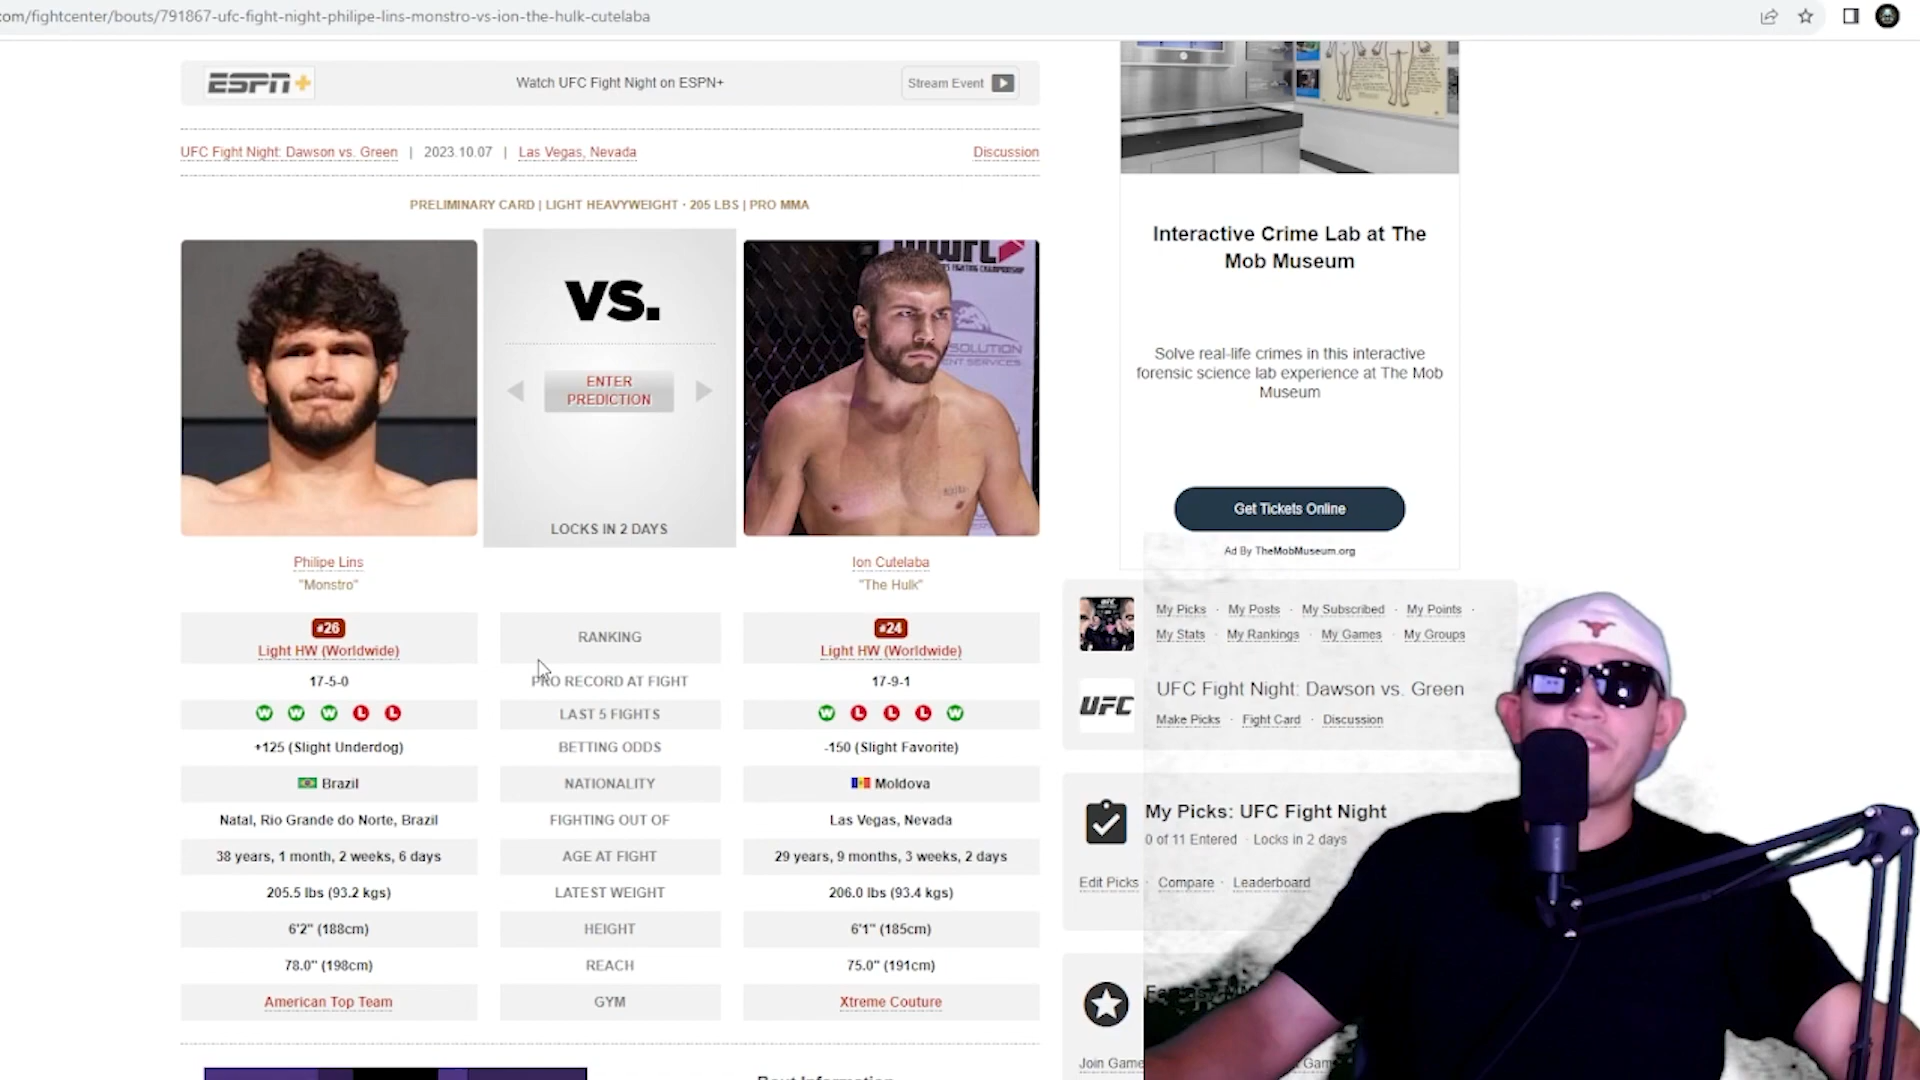 com/fightcenter/bouts/791867-ufc-fight-night-philipe-lins-monstro-vs-ion-the-hulk-cutelaba
ESPN+
Watch UFC Fight Night on ESPN+
Stream Event
UFC Fight Night: Dawson vs. Green | 2023.10.07 | Las Vegas, Nevada
Discussion
PRELIMINARY CARD | LIGHT HEAVYWEIGHT · 205 LBS | PRO MMA
VS.
ENTER
PREDICTION
LOCKS IN 2 DAYS
Philipe Lins
"Monstro"
Ion Cutelaba
"The Hulk"
#26
Light HW (Worldwide)
RANKING
#24
Light HW (Worldwide)
17-5-0
PRO RECORD AT FIGHT
17-9-1
W W W L L
LAST 5 FIGHTS
W L L L W
+125 (Slight Underdog)
BETTING ODDS
-150 (Slight Favorite)
Brazil
NATIONALITY
Moldova
Natal, Rio Grande do Norte, Brazil
FIGHTING OUT OF
Las Vegas, Nevada
38 years, 1 month, 2 weeks, 6 days
AGE AT FIGHT
29 years, 9 months, 3 weeks, 2 days
205.5 lbs (93.2 kgs)
LATEST WEIGHT
206.0 lbs (93.4 kgs)
6'2" (188cm)
HEIGHT
6'1" (185cm)
78.0" (198cm)
REACH
75.0" (191cm)
American Top Team
GYM
Xtreme Couture
Bout Information
Interactive Crime Lab at The
Mob Museum
Solve real-life crimes in this interactive
forensic science lab experience at The Mob
Museum
Get Tickets Online
Ad By TheMobMuseum.org
My Picks · My Posts · My Subscribed · My Points ·
My Stats · My Rankings · My Games · My Groups
UFC
UFC Fight Night: Dawson vs. Green
Make Picks · Fight Card · Discussion
My Picks: UFC Fight Night
0 of 11 Entered · Locks in 2 days
Edit Picks · Compare · Leaderboard
Join Game